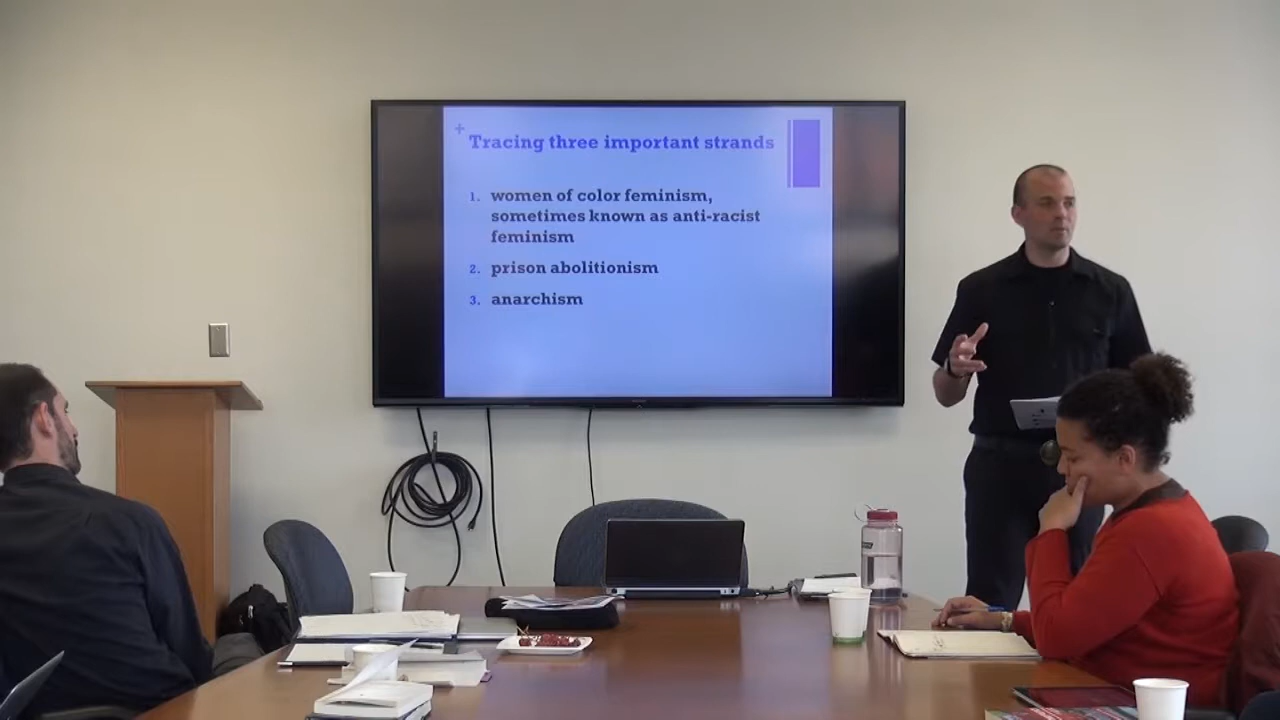 +
Tracing three important strands
1. women of color feminism,
sometimes known as anti-racist
feminism
2. prison abolitionism
3. anarchism